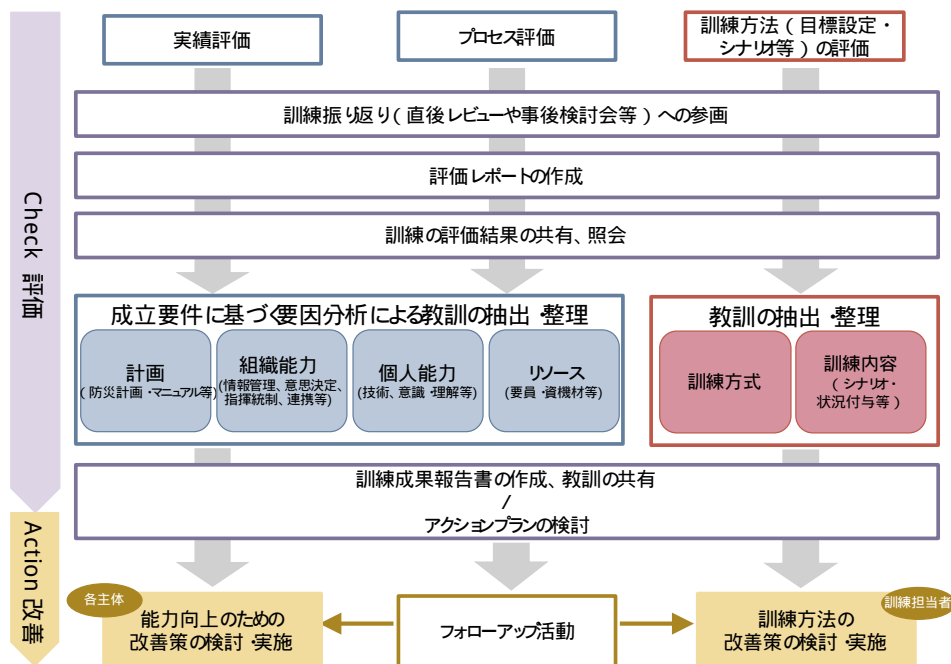 実績評価
プロセス評価
訓練方法（目標設定・
シナリオ等）の評価
訓練振り返り（直後レビューや事後検討会等）への参画
評価レポートの作成
訓練の評価結果の共有、照会
Check 評価
成立要件に基づく要因分析による教訓の抽出・整理
計画
（防災計画・マニュアル等）
組織能力
（情報管理、意思決定、
指揮統制、連携等）
個人能力
（技術、意識・理解等）
リソース
（要員・資機材等）
教訓の抽出・整理
訓練方式
訓練内容
（シナリオ・
状況付与等）
訓練成果報告書の作成、教訓の共有
/
アクションプランの検討
Action 改善
各主体
能力向上のための
改善策の検討・実施
フォローアップ活動
訓練担当者
訓練方法の
改善策の検討・実施